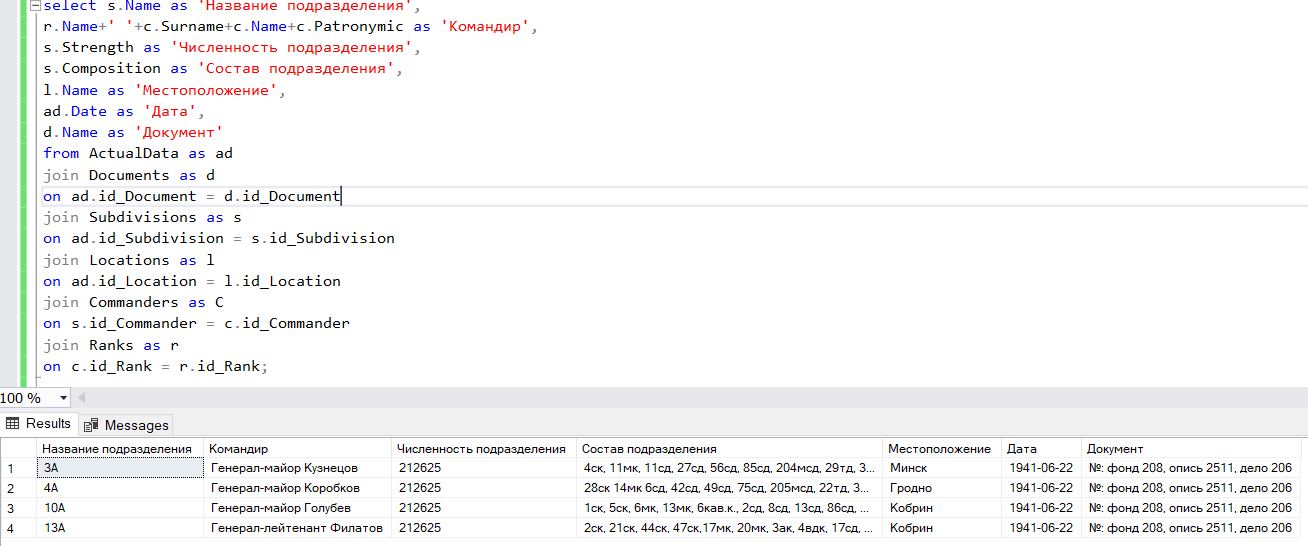 select s.Name as 'Название подразделения',
r.Name+' '+c.Surname+c.Name+c.Patronymic as 'Командир',
s.Strength as 'Численность подразделения',
s.Composition as 'Состав подразделения',
l.Name as 'Местоположение',
ad.Date as 'Дата',
d.Name as 'Документ'
from ActualData as ad
join Documents as d
on ad.id_Document = d.id_Document
join Subdivisions as s
on ad.id_Subdivision = s.id_Subdivision
join Locations as l
on ad.id_Location = l.id_Location
join Commanders as C
on s.id_Commander = c.id_Commander
join Ranks as r
on c.id_Rank = r.id_Rank;
100 %
Results Messages
Название подразделения Командир Численность подразделения Состав подразделения Местоположение Дата Документ
1 3А Генерал-майор Кузнецов 212625 4ск, 11мк, 11сд, 27сд, 56сд, 85сд, 204мсд, 29тд, 3... Минск 1941-06-22 №: фонд 208, опись 2511, дело 206
2 4А Генерал-майор Коробков 212625 28ск 14мк 6сд, 42сд, 49сд, 75сд, 205мсд, 22тд, 3... Гродно 1941-06-22 №: фонд 208, опись 2511, дело 206
3 10А Генерал-майор Голубев 212625 1ск, 5ск, 6мк, 13мк, 6кав.к., 2сд, 8сд, 13сд, 86сд, ... Кобрин 1941-06-22 №: фонд 208, опись 2511, дело 206
4 13А Генерал-лейтенант Филатов 212625 2ск, 21ск, 44ск, 47ск,17мк, 20мк, 3ак, 4вдк, 17сд, ... Кобрин 1941-06-22 №: фонд 208, опись 2511, дело 206